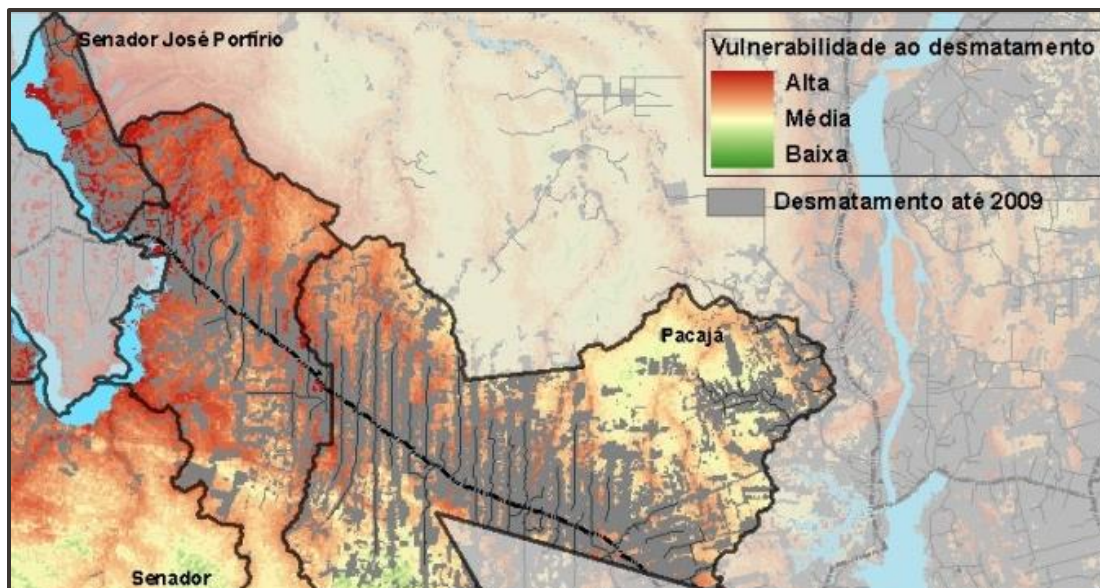 Senador José Porfírio
Vulnerabilidade ao desmatamento
Alta
Média
Baixa
Desmatamento até 2009
Pacajá
Senador